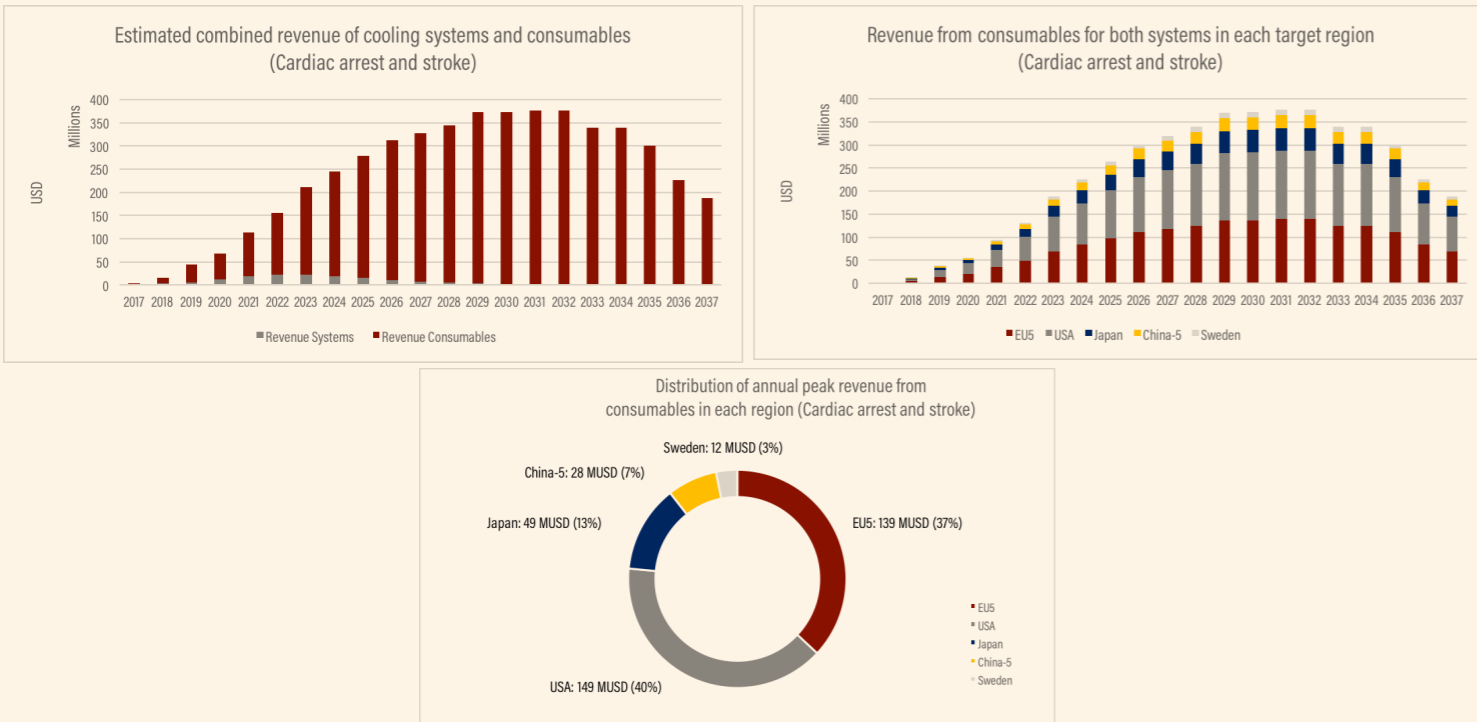 Estimated combined revenue of cooling systems and consumables
(Cardiac arrest and stroke)
Millions
USD
400
350
300
250
200
150
100
50
0
2017 2018 2019 2020 2021 2022 2023 2024 2025 2026 2027 2028 2029 2030 2031 2032 2033 2034 2035 2036 2037
Revenue Systems Revenue Consumables
Revenue from consumables for both systems in each target region
(Cardiac arrest and stroke)
Millions
USD
400
350
300
250
200
150
100
50
0
2017 2018 2019 2020 2021 2022 2023 2024 2025 2026 2027 2028 2029 2030 2031 2032 2033 2034 2035 2036 2037
EU5 USA Japan China-5 Sweden
Distribution of annual peak revenue from
consumables in each region (Cardiac arrest and stroke)
Sweden: 12 MUSD (3%)
China-5: 28 MUSD (7%)
Japan: 49 MUSD (13%)
EU5: 139 MUSD (37%)
USA: 149 MUSD (40%)
EU5
USA
Japan
China-5
Sweden